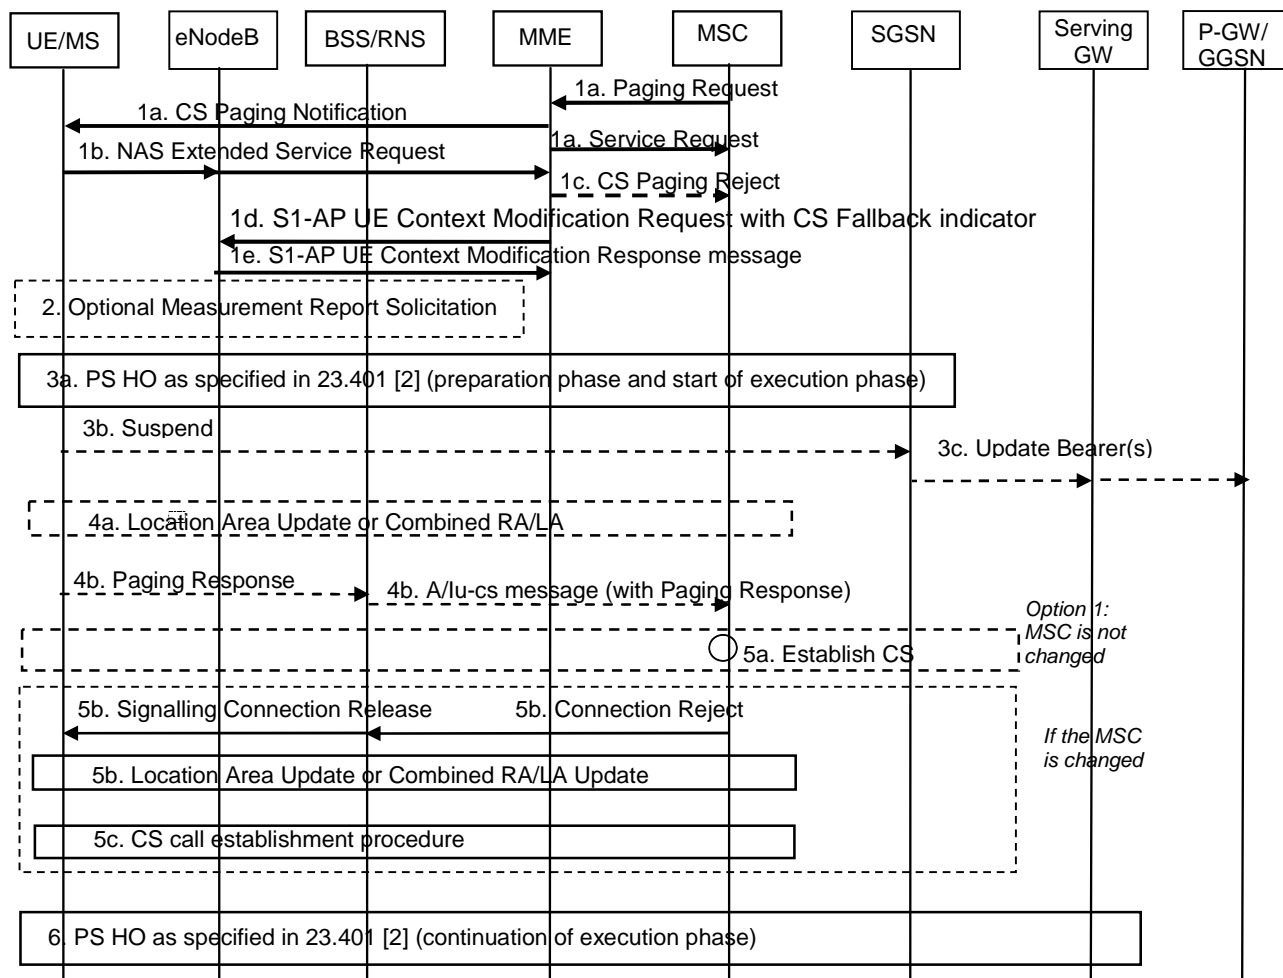 UE/MS
eNodeB
BSS/RNS
MME
MSC
SGSN
Serving
GW
P-GW/
GGSN
1a. Paging Request
1a. CS Paging Notification
1a. Service Request
1b. NAS Extended Service Request
1c. CS Paging Reject
1d. S1-AP UE Context Modification Request with CS Fallback indicator
1e. S1-AP UE Context Modification Response message
2. Optional Measurement Report Solicitation
3a. PS HO as specified in 23.401 [2] (preparation phase and start of execution phase)
3b. Suspend
3c. Update Bearer(s)
4a. Location Area Update or Combined RA/LA
4b. Paging Response
4b. A/Iu-cs message (with Paging Response)
Option 1:
MSC is not
changed
5a. Establish CS
5b. Signalling Connection Release
5b. Connection Reject
If the MSC
is changed
5b. Location Area Update or Combined RA/LA Update
5c. CS call establishment procedure
6. PS HO as specified in 23.401 [2] (continuation of execution phase)